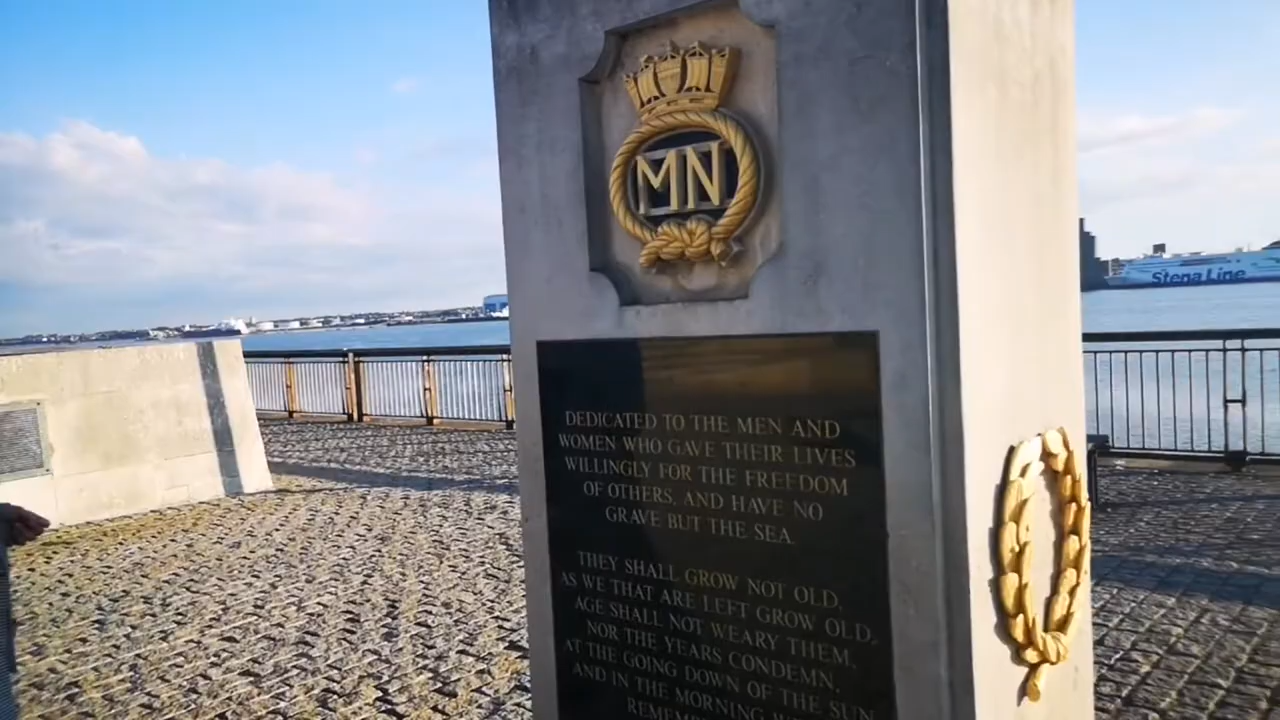 MN
Stena Line
DEDICATED TO THE MEN AND
WOMEN WHO GAVE THEIR LIVES
WILLINGLY FOR THE FREEDOM
OF OTHERS, AND HAVE NO
GRAVE BUT THE SEA.
THEY SHALL GROW NOT OLD,
AS WE THAT ARE LEFT GROW OLD,
AGE SHALL NOT WEARY THEM,
NOR THE YEARS CONDEMN,
AT THE GOING DOWN OF THE SUN
AND IN THE MORNING